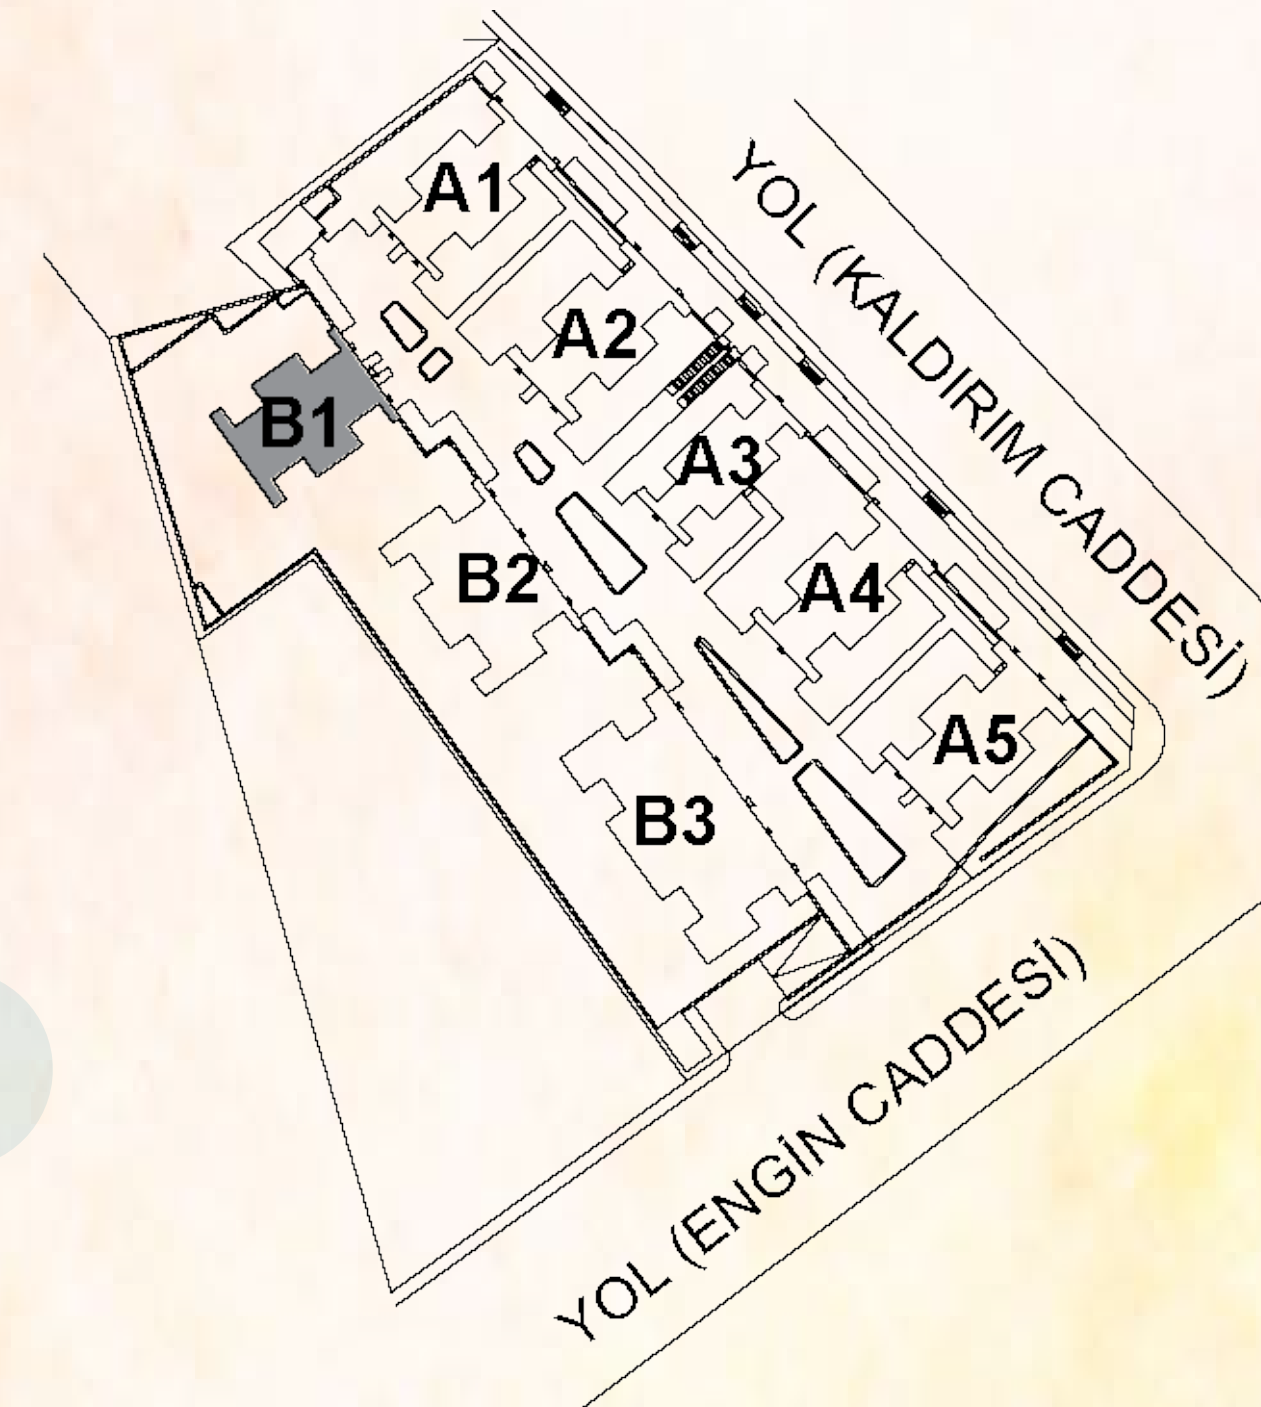 A1
YOL (KALDIRIM CADDESİ)
A2
B1
A3
B2
A4
A5
B3
YOL (ENGİN CADDESİ)